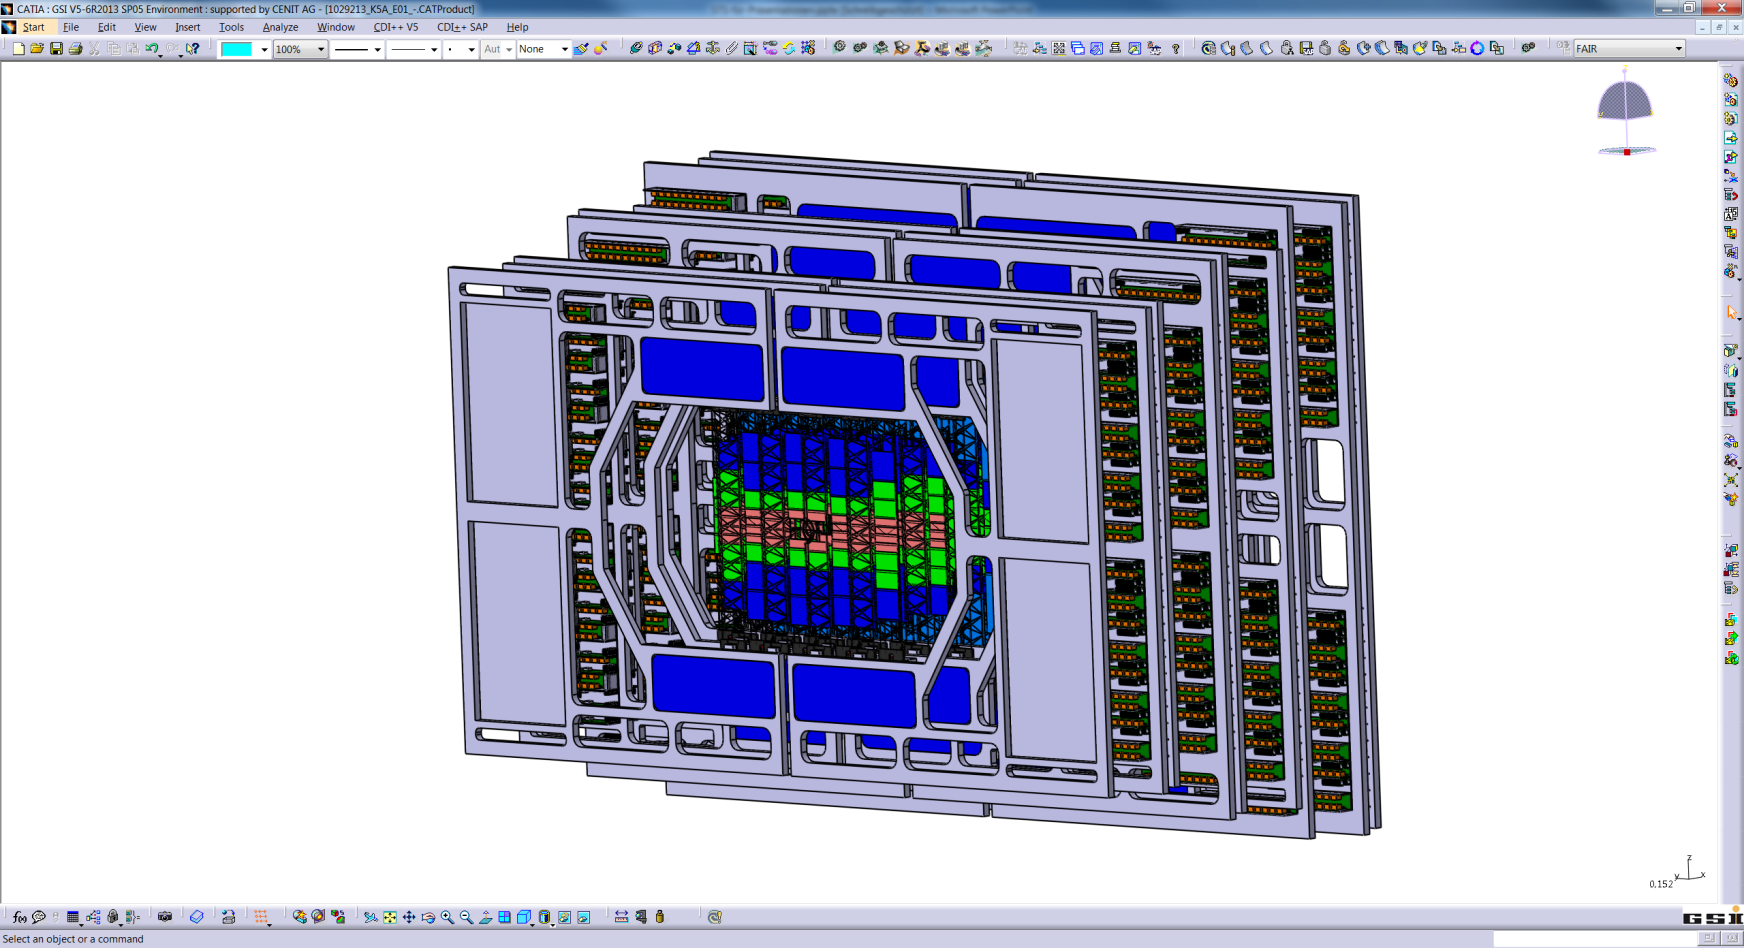 CATIA : GSI V5-6R2013 SP05 Environment : supported by CENIT AG - [1029213_K5A_E01_-.CATProduct]
Start File Edit View Insert Tools Analyze Window CDI++ V5 CDI++ SAP Help
100% Aut None FAIR
z
y x
0.152
f(x)
GSI
Select an object or a command